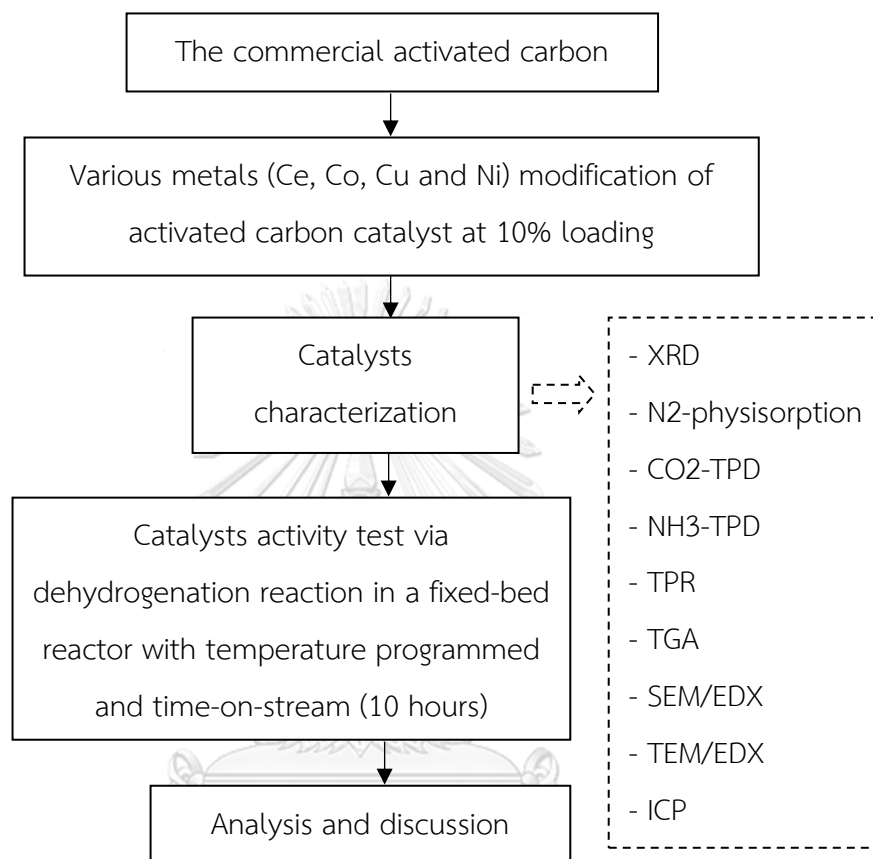 The commercial activated carbon
Various metals (Ce, Co, Cu and Ni) modification of
activated carbon catalyst at 10% loading
Catalysts
characterization
- XRD
- N2-physisorption
- CO2-TPD
- NH3-TPD
- TPR
- TGA
- SEM/EDX
- TEM/EDX
- ICP
Catalysts activity test via
dehydrogenation reaction in a fixed-bed
reactor with temperature programmed
and time-on-stream (10 hours)
Analysis and discussion